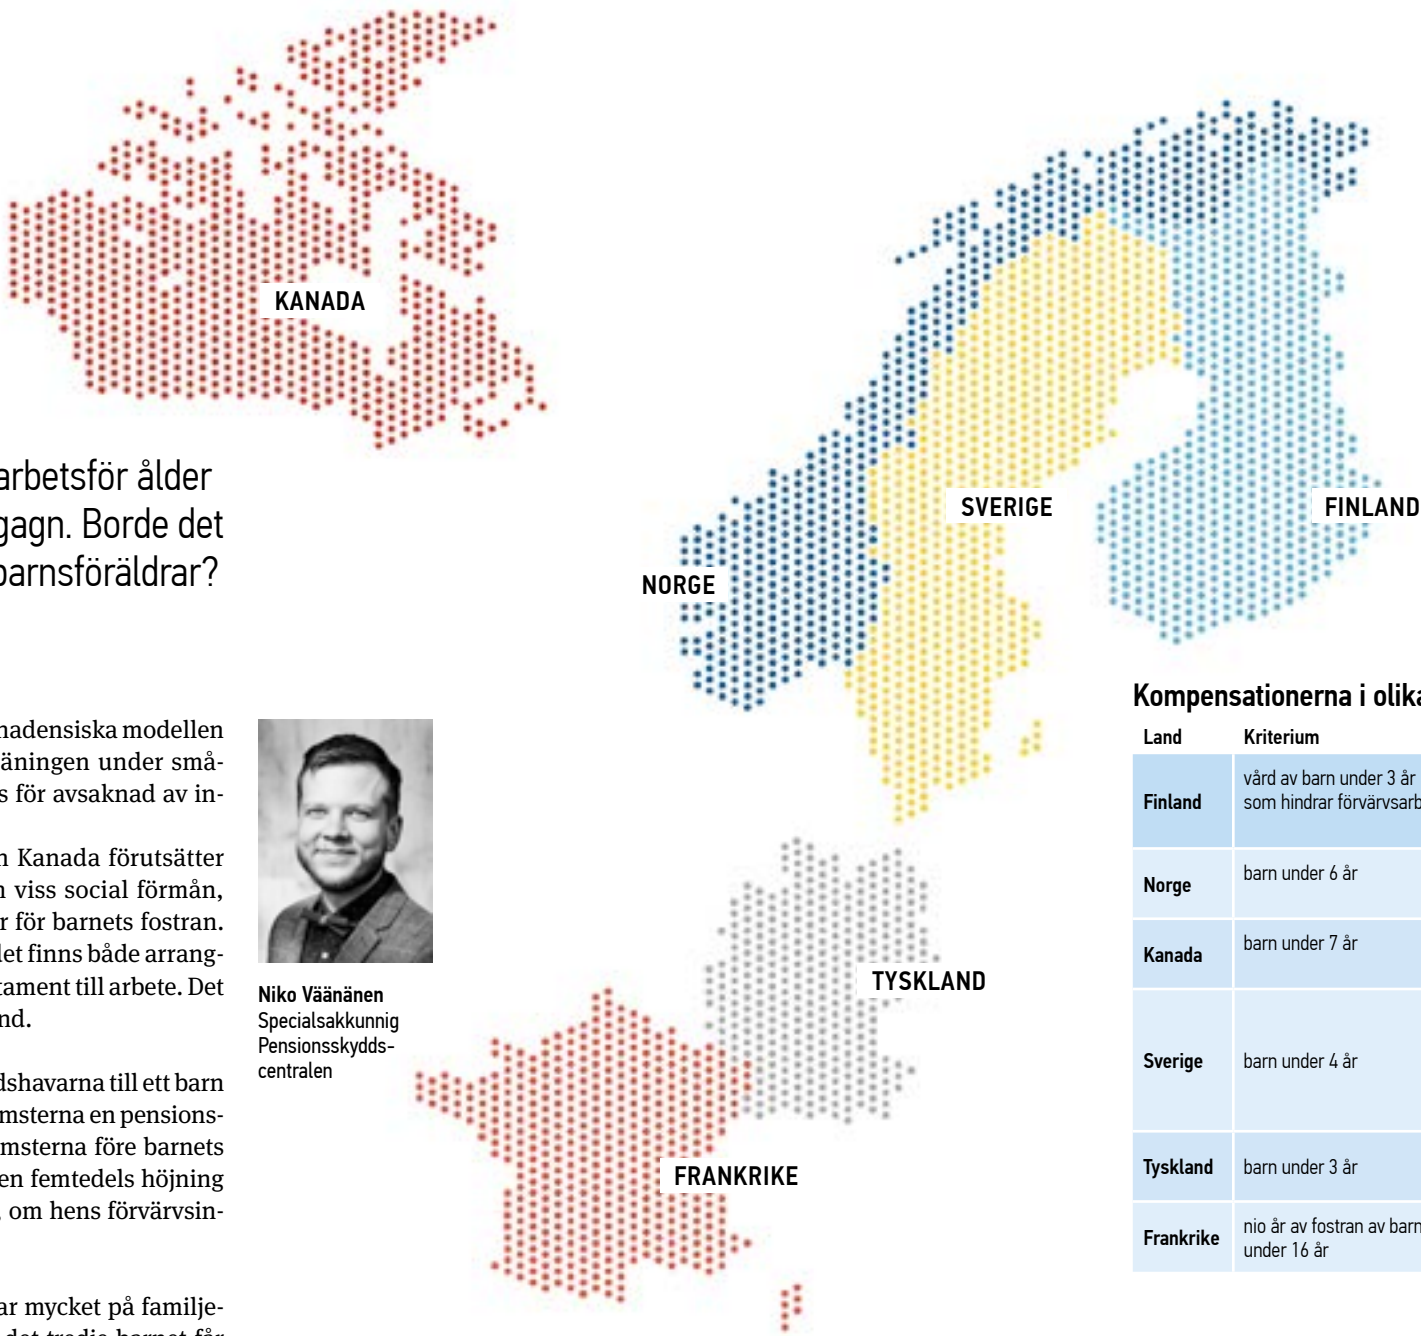 KANADA
arbetsför ålder
gagn. Borde det
barnsföräldrar?
SVERIGE
FINLAND
NORGE
nadensiska modellen
äningen under små-
s för avsaknad av in-
n Kanada förutsätter
n viss social förmån,
r för barnets fostran.
det finns både arrang-
tament till arbete. Det
nd.
dshavarna till ett barn
msterna en pensions-
msterna före barnets
en femtedels höjning
, om hens förvärvsin-
ar mycket på familje-
det tredje barnet får
Niko Väänänen
Specialsakkunnig
Pensionsskydds-
centralen
TYSKLAND
FRANKRIKE
Kompensationerna i olika
Land Kriterium
Finland vård av barn under 3 år
som hindrar förvärvsarb
Norge barn under 6 år
Kanada barn under 7 år
Sverige barn under 4 år
Tyskland barn under 3 år
Frankrike nio år av fostran av barn
under 16 år